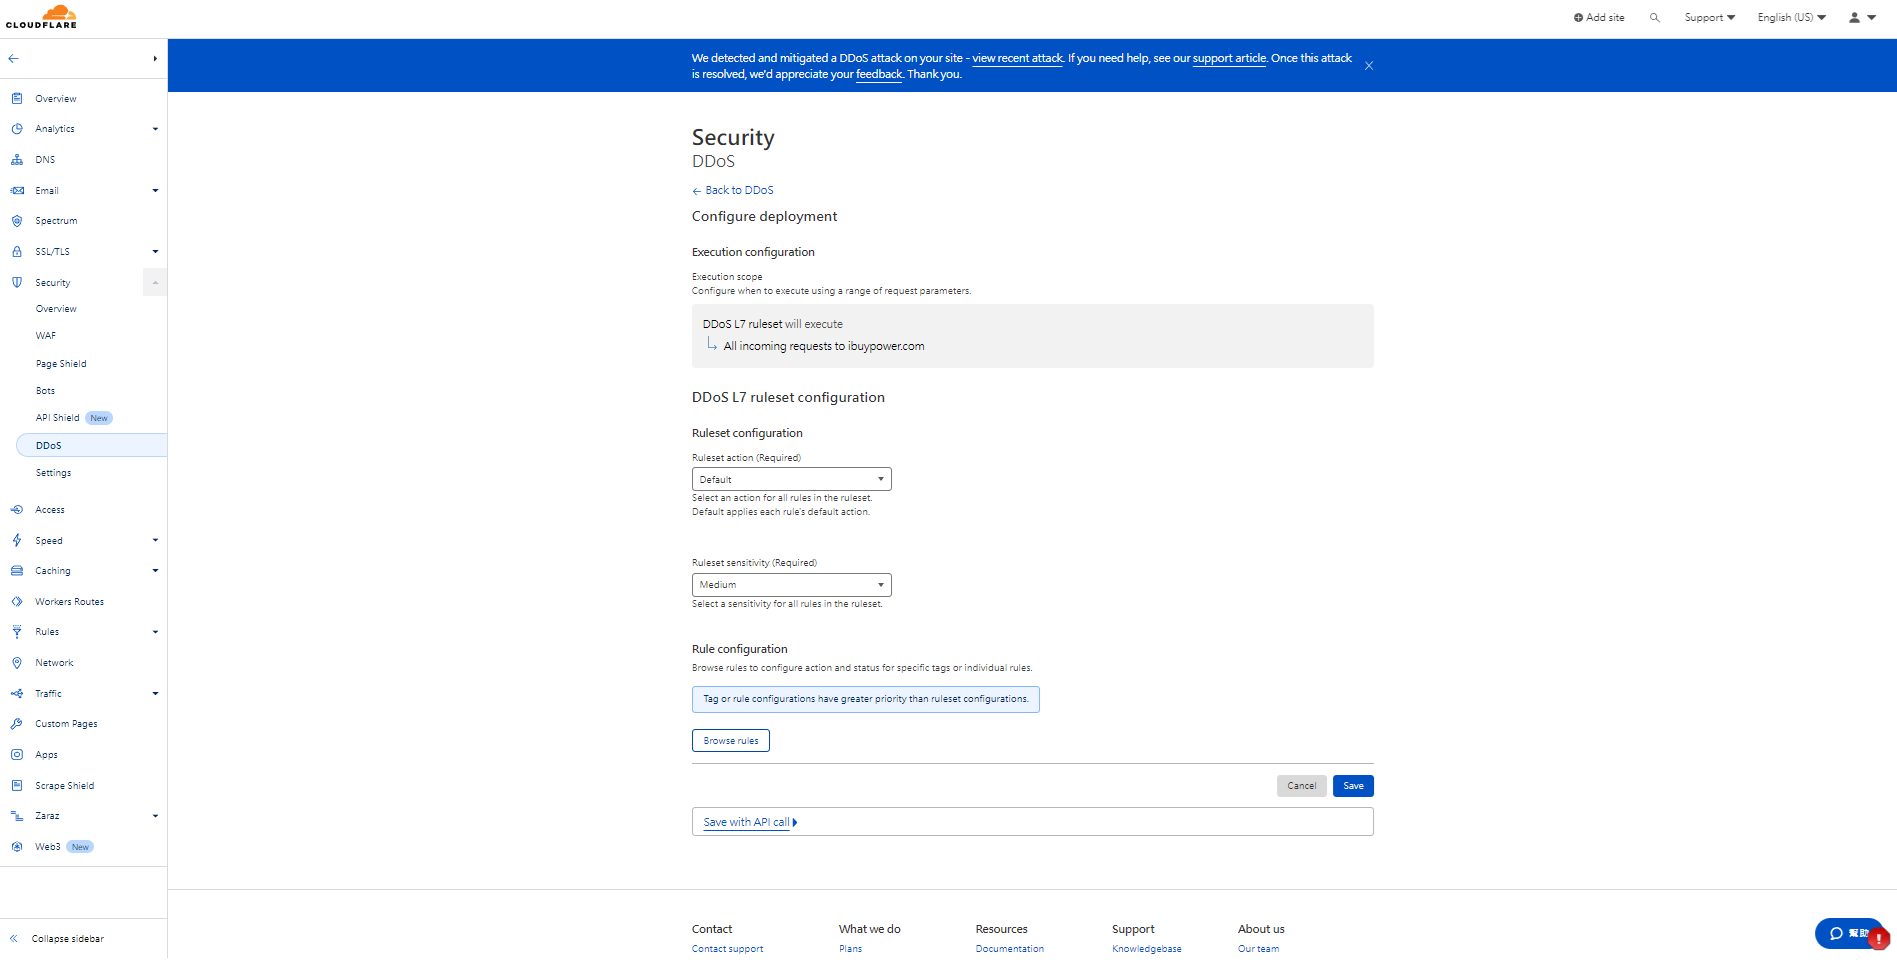 CLOUDFLARE
Add site
Support
English (US)
We detected and mitigated a DDoS attack on your site - view recent attack. If you need help, see our support article. Once this attack
is resolved, we'd appreciate your feedback. Thank you.
Overview
Analytics
DNS
Email
Spectrum
SSL/TLS
Security
Overview
WAF
Page Shield
Bots
API Shield New
DDoS
Settings
Access
Speed
Caching
Workers Routes
Rules
Network
Traffic
Custom Pages
Apps
Scrape Shield
Zaraz
Web3 New
Collapse sidebar
Security
DDoS
← Back to DDoS
Configure deployment
Execution configuration
Execution scope
Configure when to execute using a range of request parameters.
DDoS L7 ruleset will execute
All incoming requests to ibuypower.com
DDoS L7 ruleset configuration
Ruleset configuration
Ruleset action (Required)
Default
Select an action for all rules in the ruleset.
Default applies each rule's default action.
Ruleset sensitivity (Required)
Medium
Select a sensitivity for all rules in the ruleset.
Rule configuration
Browse rules to configure action and status for specific tags or individual rules.
Tag or rule configurations have greater priority than ruleset configurations.
Browse rules
Cancel
Save
Save with API call
Contact
What we do
Resources
Support
About us
Contact support
Plans
Documentation
Knowledgebase
Our team
幫助